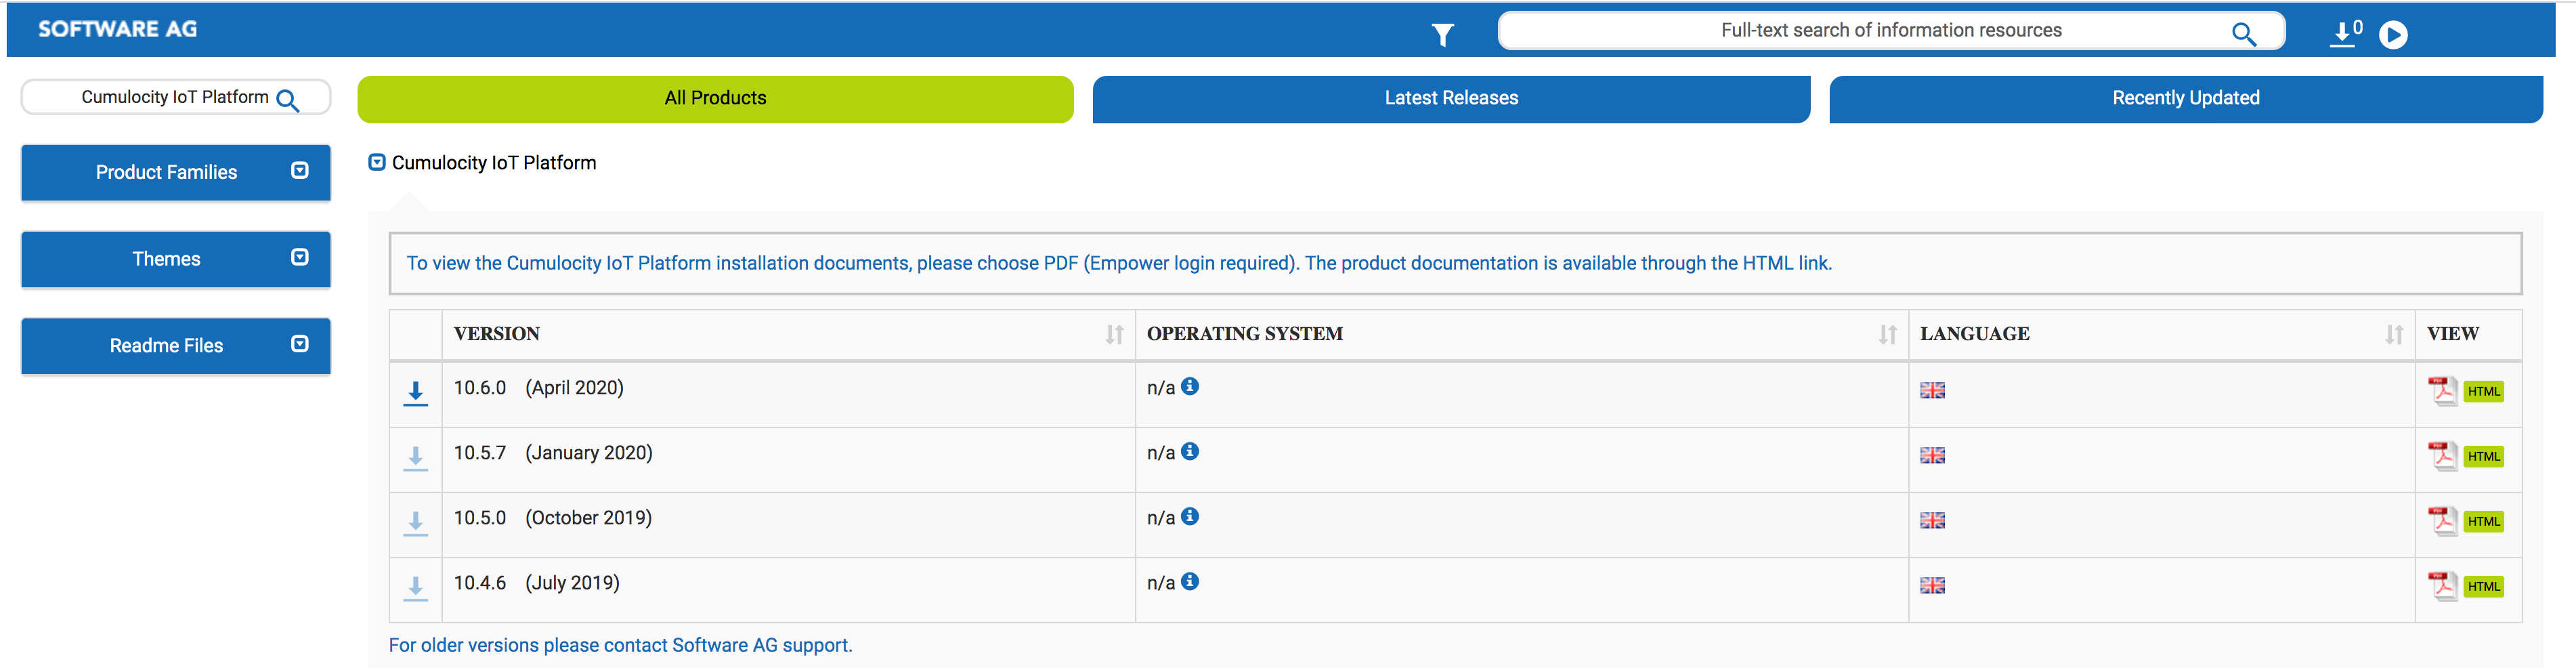 SOFTWARE AG
Full-text search of information resources
0
Cumulocity IoT Platform
All Products
Latest Releases
Recently Updated
Product Families
Themes
Readme Files
Cumulocity IoT Platform
To view the Cumulocity IoT Platform installation documents, please choose PDF (Empower login required). The product documentation is available through the HTML link.
VERSION OPERATING SYSTEM LANGUAGE VIEW
10.6.0 (April 2020) n/a PDF HTML
10.5.7 (January 2020) n/a PDF HTML
10.5.0 (October 2019) n/a PDF HTML
10.4.6 (July 2019) n/a PDF HTML
For older versions please contact Software AG support.